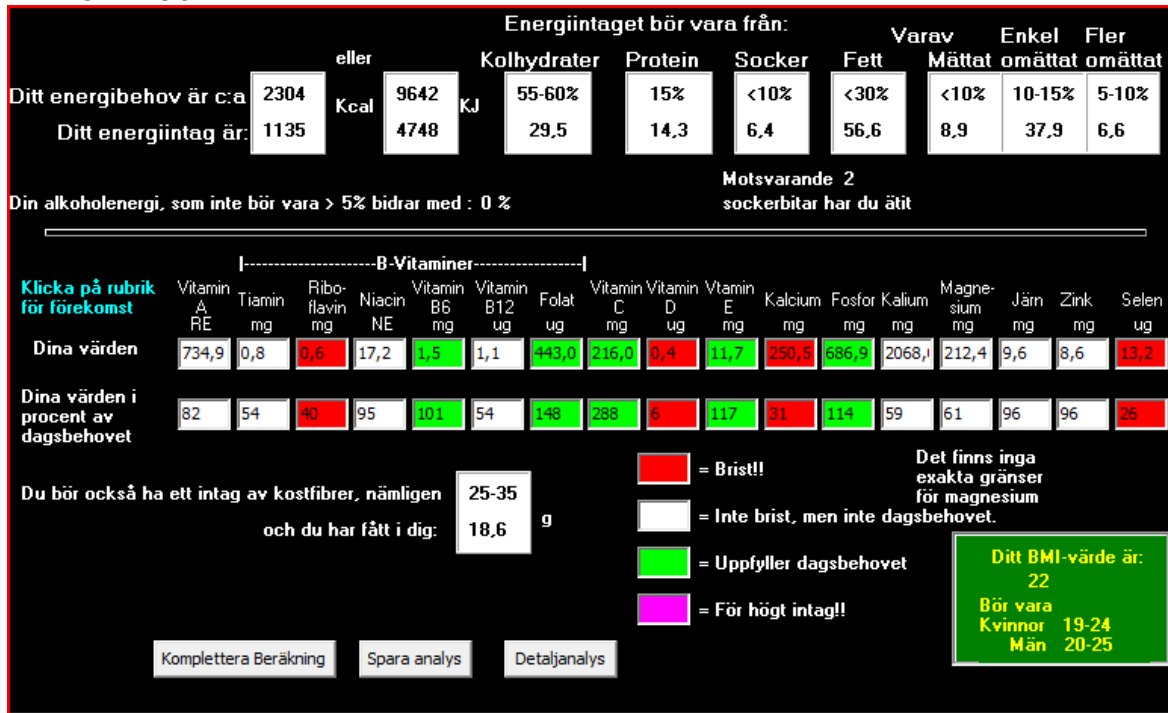 Energiintaget bör vara från:
Varav Enkel Fler
eller Kolhydrater Protein Socker Fett Mättat omättat omättat
Ditt energibehov är c:a 2304 Kcal 9642 KJ 55-60% 15% <10% <30% <10% 10-15% 5-10%
Ditt energiintag är: 1135 4748 29,5 14,3 6,4 56,6 8,9 37,9 6,6
Motsvarande 2
Din alkoholenergi, som inte bör vara > 5% bidrar med : 0 % sockerbitar har du ätit
|----------------------B-Vitaminer------------------|
Klicka på rubrik Vitamin Ribo- Vitamin Vitamin Vitamin Vitamin Vtamin Magne-
för förekomst A Tiamin flavin Niacin B6 B12 Folat C D E Kalcium Fosfor Kalium sium Järn Zink Selen
RE mg mg NE mg ug ug mg ug mg mg mg mg mg mg mg ug
Dina värden 734,9 0,8 0,6 17,2 1,5 1,1 443,0 216,0 0,4 11,7 250,5 686,9 2068,( 212,4 9,6 8,6 13,2
Dina värden i
procent av 82 54 40 95 101 54 148 288 6 117 31 114 59 61 96 96 26
dagsbehovet
Det finns inga
= Brist!! exakta gränser
Du bör också ha ett intag av kostfibrer, nämligen 25-35 för magnesium
och du har fått i dig: 18,6 g = Inte brist, men inte dagsbehovet.
= Uppfyller dagsbehovet
= För högt intag!!
Ditt BMI-värde är:
22
Bör vara
Kvinnor 19-24
Män 20-25
Komplettera Beräkning Spara analys Detaljanalys